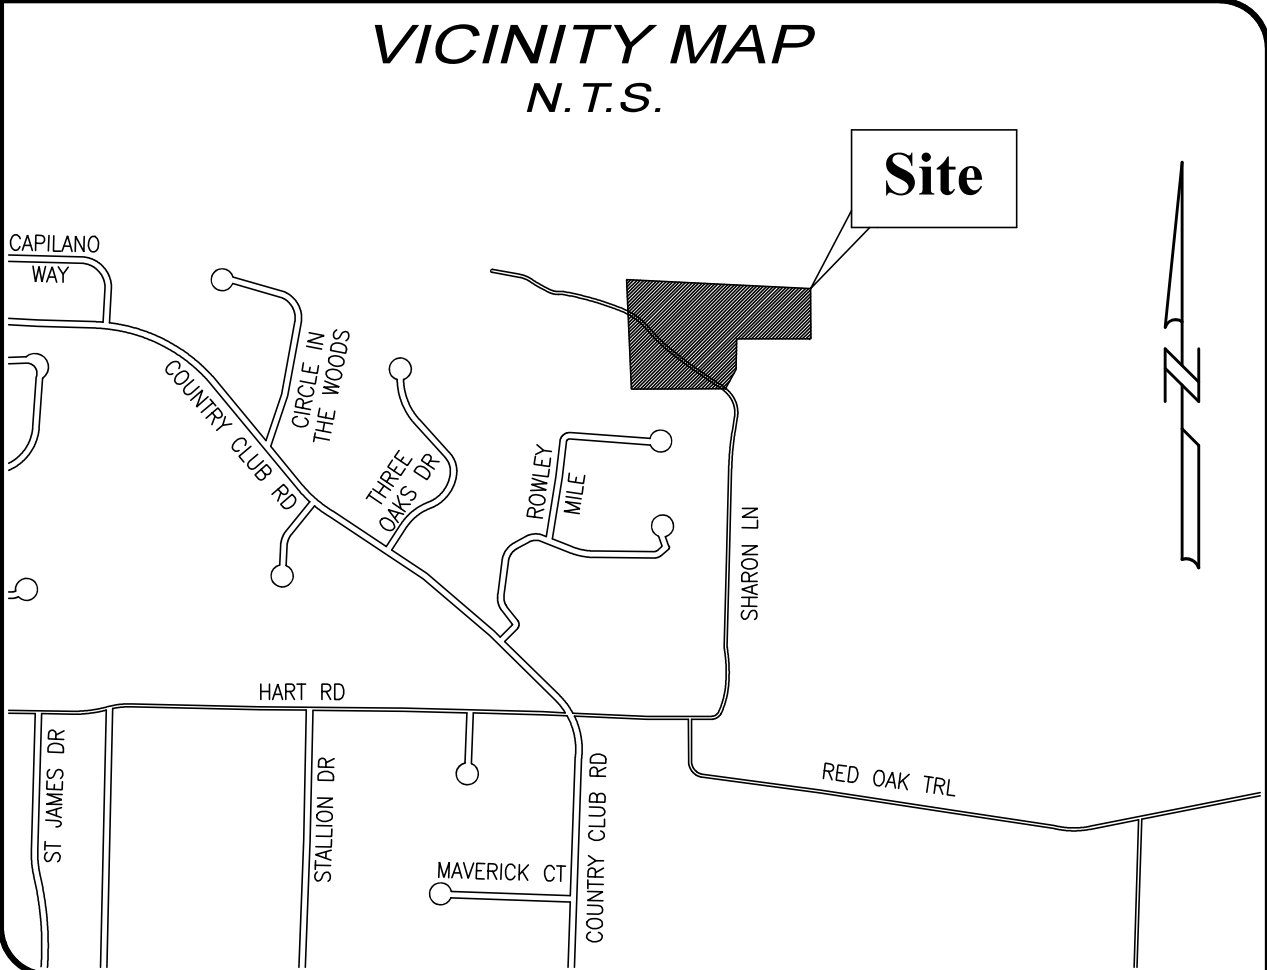 VICINITY MAP
N.T.S.
Site
CAPILANO
WAY
CIRCLE IN
THE WOODS
COUNTRY CLUB RD
THREE
OAKS DR
ROWLEY
MILE
N
SHARON LN
HART RD
ST JAMES DR
STALLION DR
COUNTRY CLUB RD
RED OAK TRL
MAVERICK CT